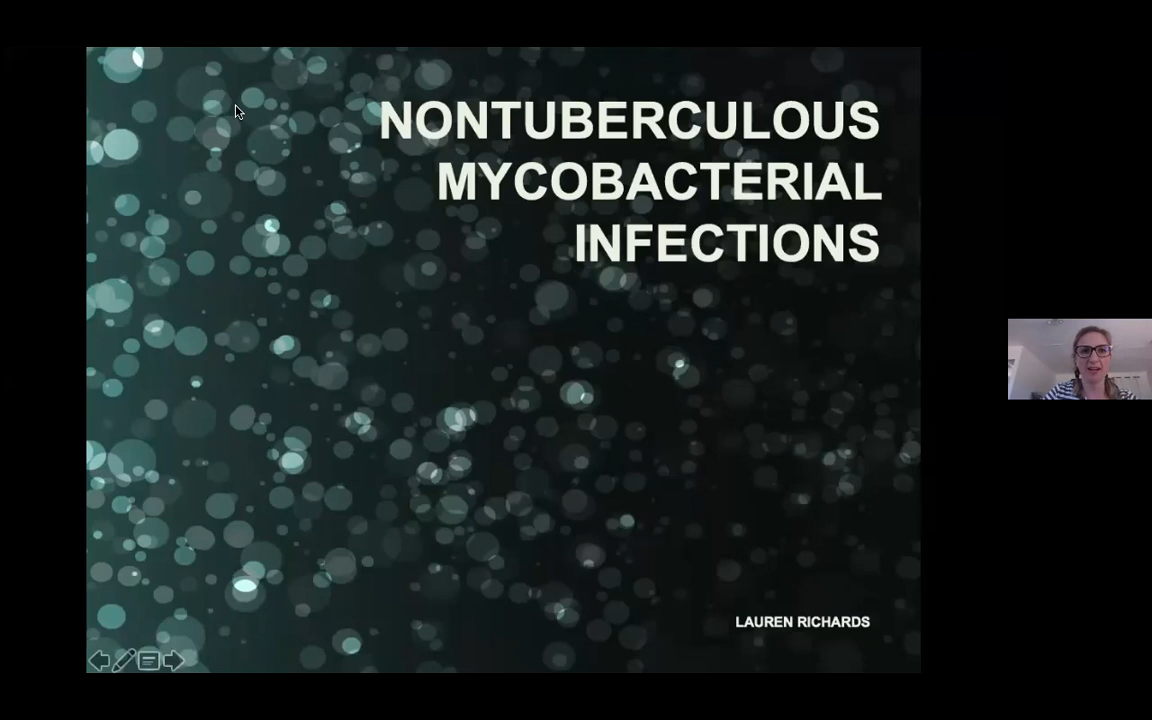 NONTUBERCULOUS
MYCOBACTERIAL
INFECTIONS
LAUREN RICHARDS